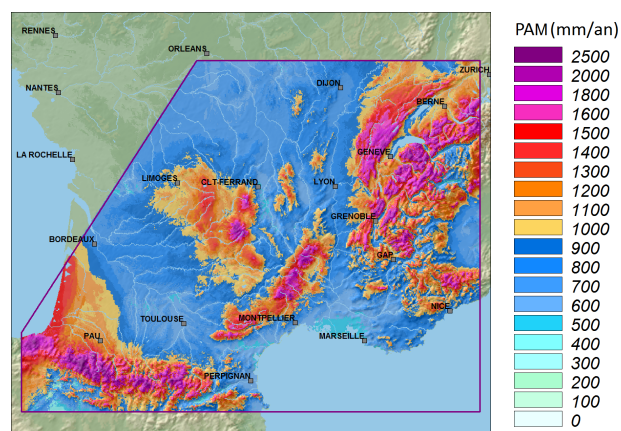 PAM (mm/an)
RENNES
ORLEANS
ZURICH
DIJON
NANTES
BERNE
LA ROCHELLE
GENEVE
LIMOGES
CLT-FERRAND
LYON
GRENOBLE
BORDEAUX
GAP
NICE
TOULOUSE
MONTPELLIER
MARSEILLE
PAU
PERPIGNAN
2500
2000
1800
1600
1500
1400
1300
1200
1100
1000
900
800
700
600
500
400
300
200
100
0